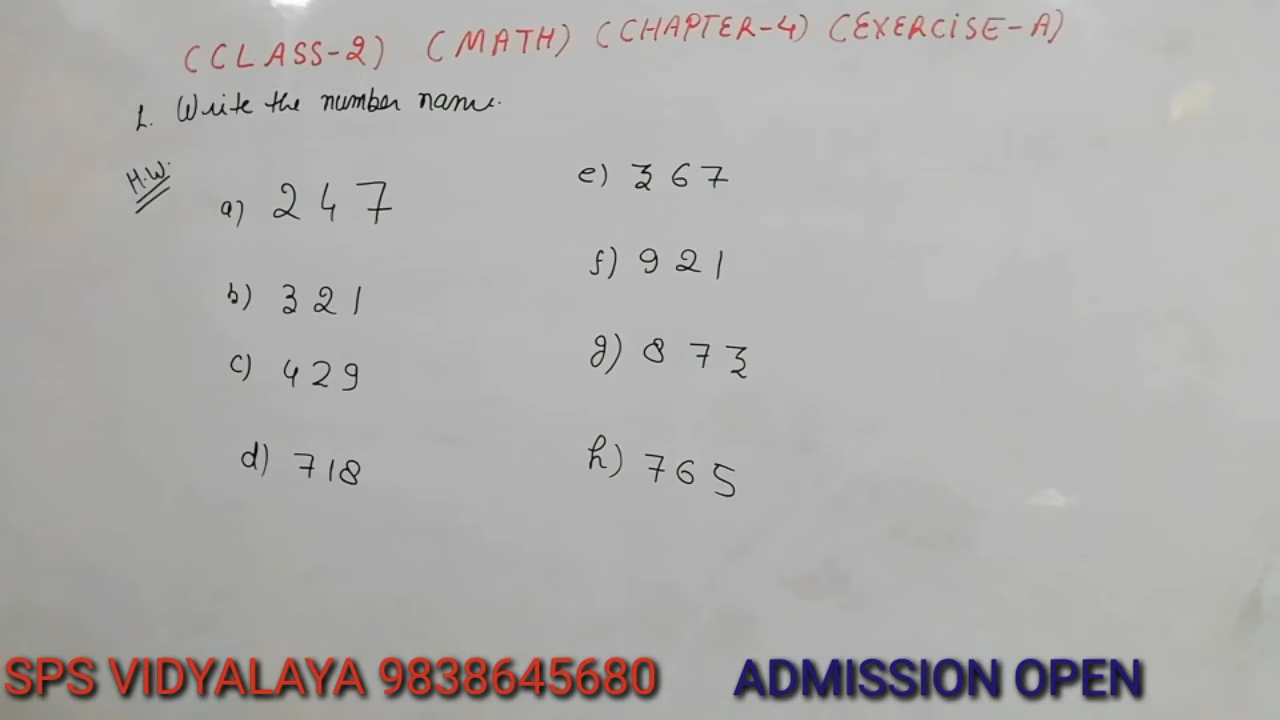 (CLASS-2) (MATH) (CHAPTER-4) (EXERCISE-A)
1. Write the number name.
H.W.
a) 247
b) 321
c) 429
d) 718
e) 367
f) 921
g) 873
h) 765
SPS VIDYALAYA 9838645680 ADMISSION OPEN